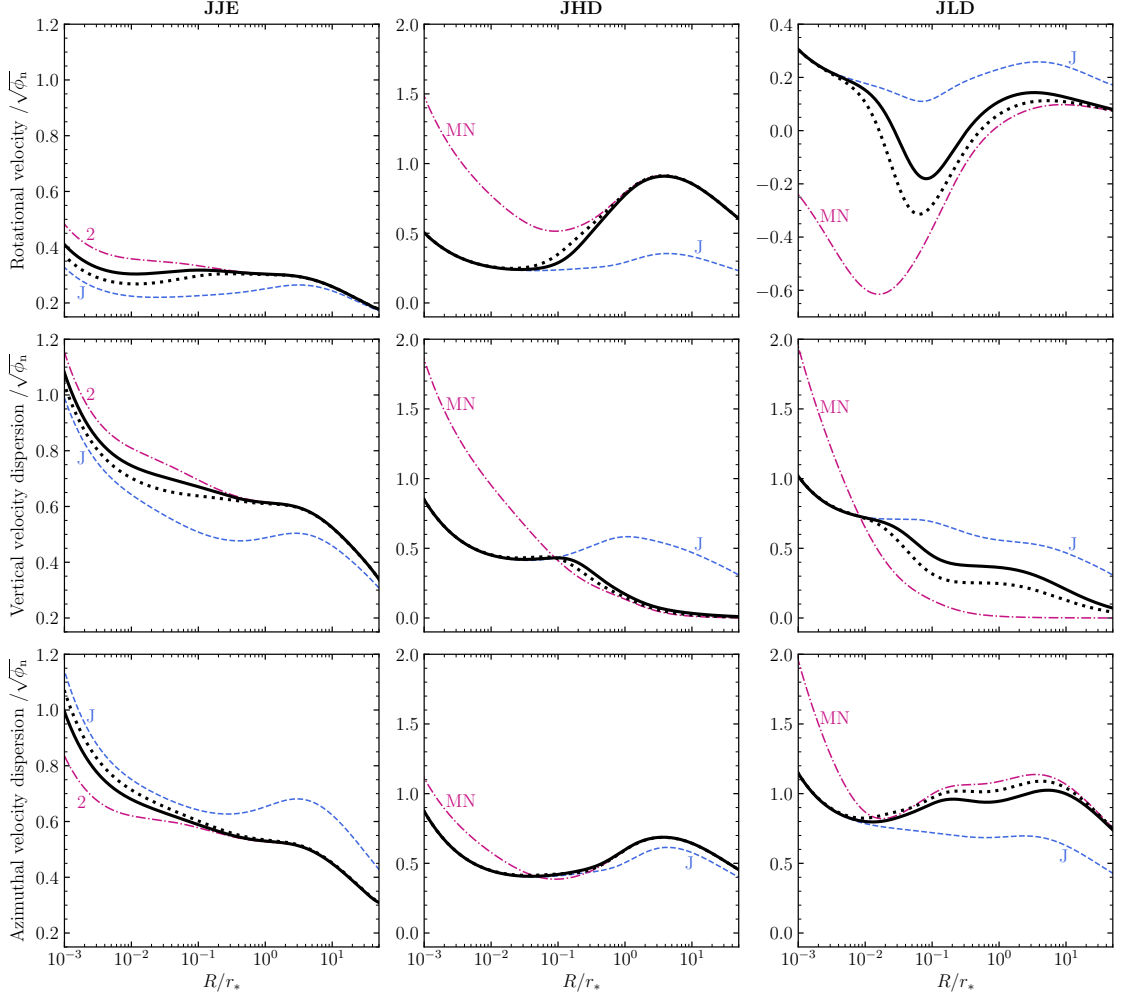 JJE JHD JLD
Rotational velocity /√ϕₙ
1.2 1.0 0.8 0.6 0.4 0.2
2
J
2.0 1.5 1.0 0.5 0.0
MN
J
0.4 0.2 0.0 −0.2 −0.4 −0.6
J
MN
Vertical velocity dispersion /√ϕₙ
1.2 1.0 0.8 0.6 0.4 0.2
2
J
2.0 1.5 1.0 0.5 0.0
MN
J
2.0 1.5 1.0 0.5 0.0
MN
J
Azimuthal velocity dispersion /√ϕₙ
1.2 1.0 0.8 0.6 0.4 0.2
J
2
2.0 1.5 1.0 0.5 0.0
MN
J
2.0 1.5 1.0 0.5 0.0
MN
J
10⁻³ 10⁻² 10⁻¹ 10⁰ 10¹ 10⁻³ 10⁻² 10⁻¹ 10⁰ 10¹ 10⁻³ 10⁻² 10⁻¹ 10⁰ 10¹
R/r* R/r* R/r*